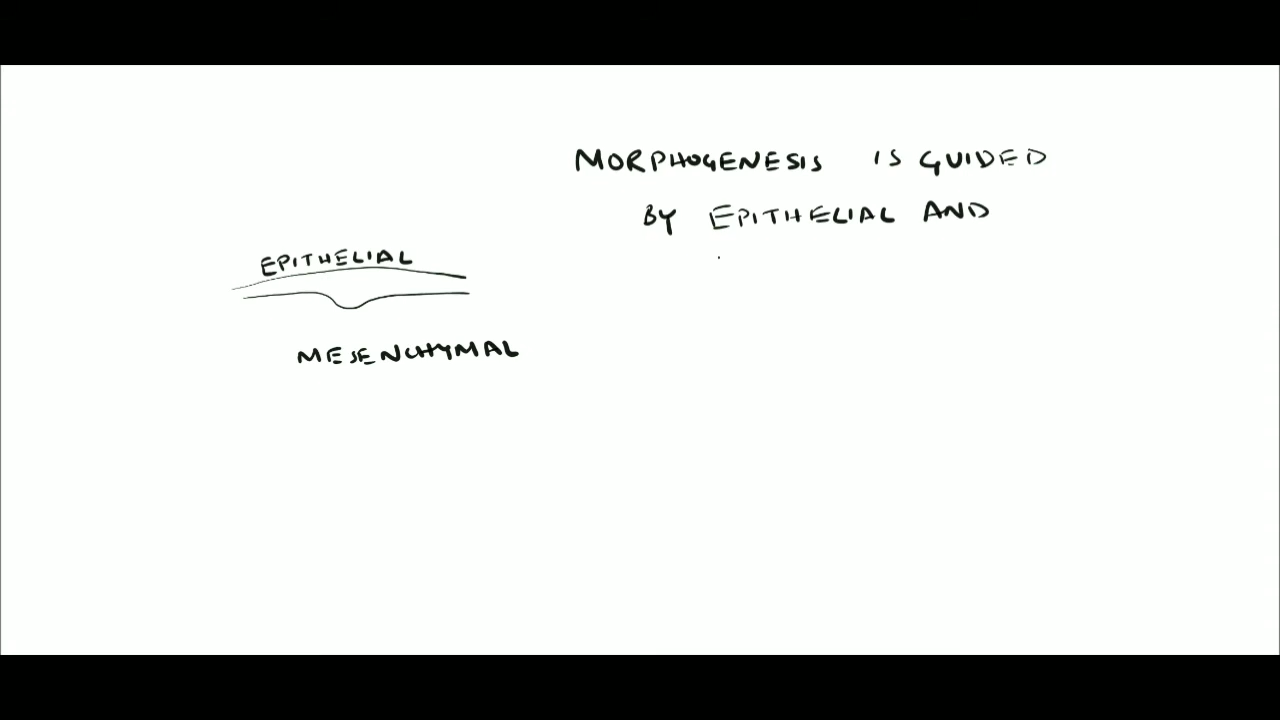 MORPHOGENESIS IS GUIDED
BY EPITHELIAL AND
EPITHELIAL
MESENCHYMAL